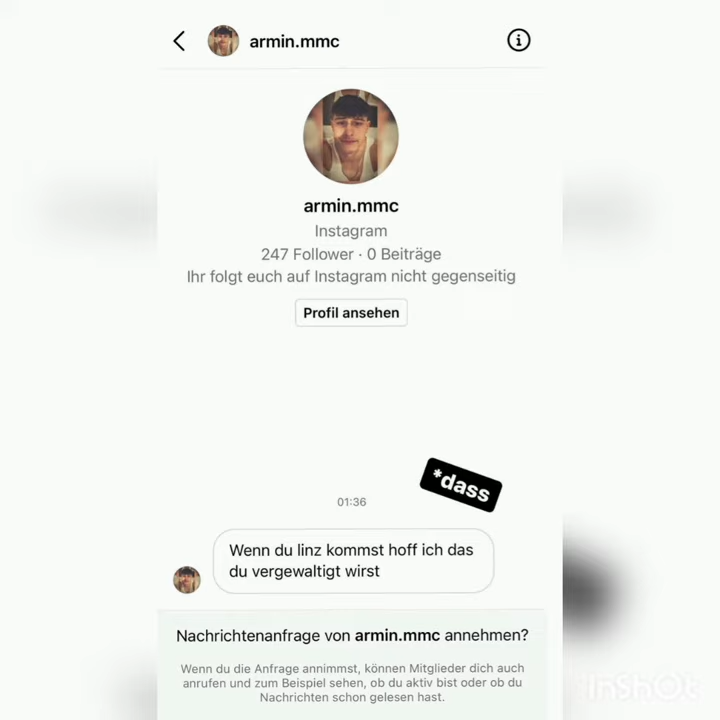 armin.mmc
armin.mmc
Instagram
247 Follower · 0 Beiträge
Ihr folgt euch auf Instagram nicht gegenseitig
Profil ansehen
*dass
01:36
Wenn du linz kommst hoff ich das
du vergewaltigt wirst
Nachrichtenanfrage von armin.mmc annehmen?
Wenn du die Anfrage annimmst, können Mitglieder dich auch
anrufen und zum Beispiel sehen, ob du aktiv bist oder ob du
Nachrichten schon gelesen hast.
InShOt